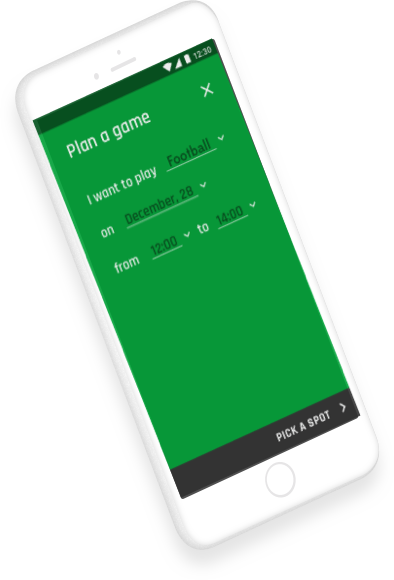 12:30
Plan a game
I want to play Football
on December, 28
from 12:00 to 14:00
PICK A SPOT